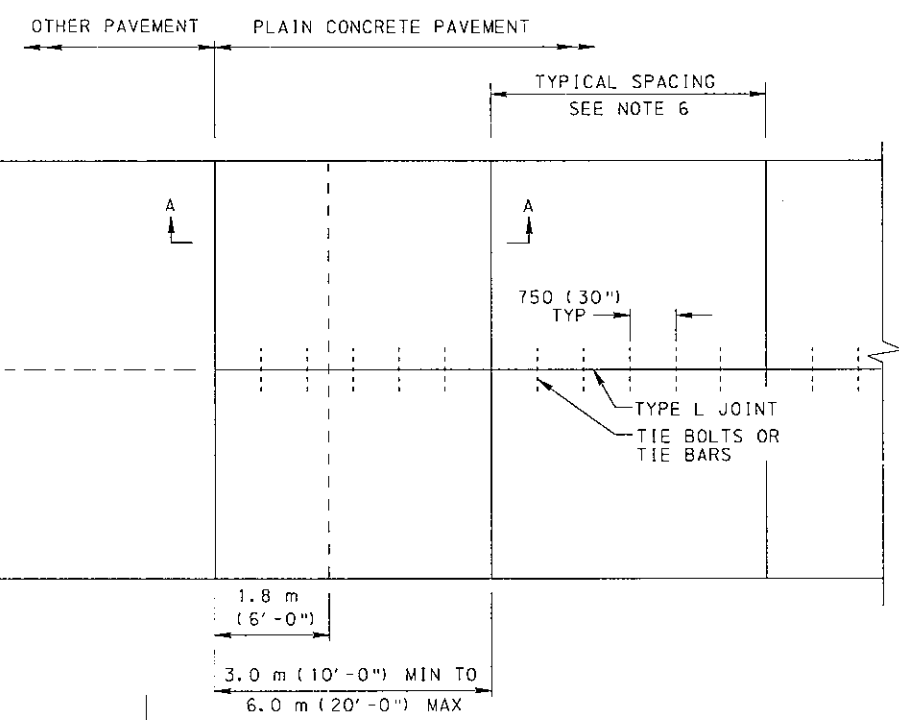 OTHER PAVEMENT
PLAIN CONCRETE PAVEMENT
TYPICAL SPACING
SEE NOTE 6
A
A
750 (30")
TYP
TYPE L JOINT
TIE BOLTS OR
TIE BARS
1.8 m
(6'-0")
3.0 m (10'-0") MIN TO
6.0 m (20'-0") MAX